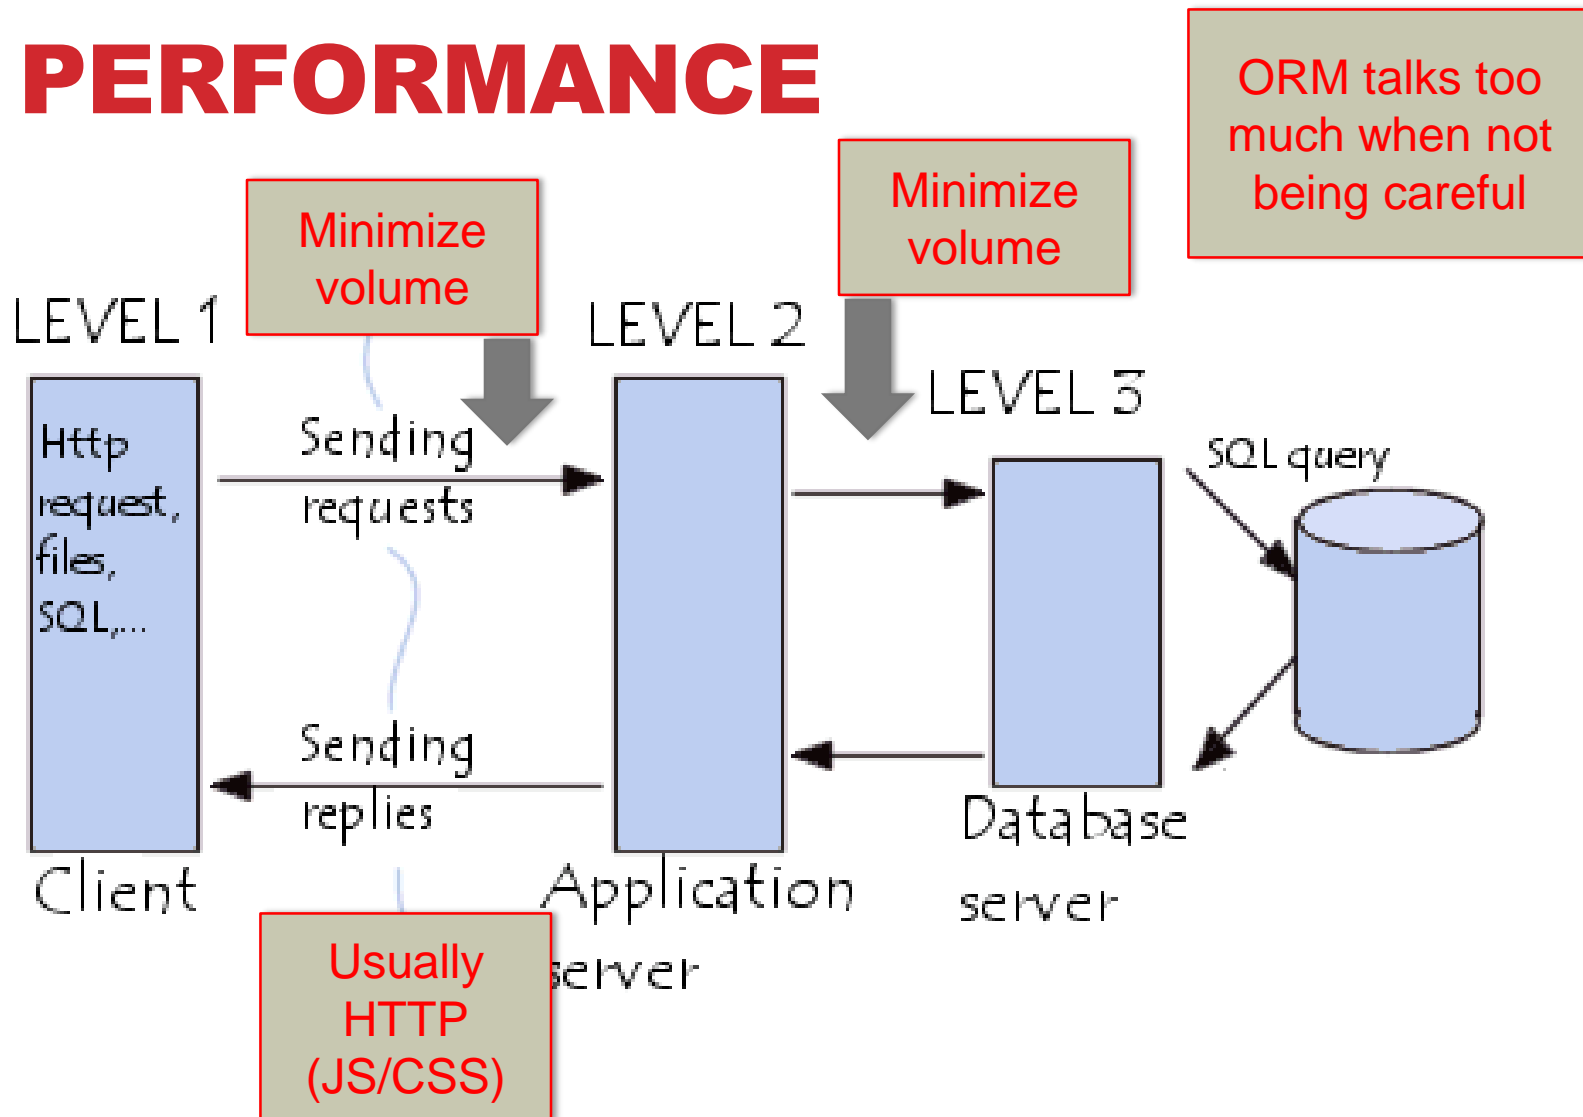 PERFORMANCE
ORM talks too
much when not
being careful
Minimize
volume
Minimize
volume
LEVEL 1
LEVEL 2
LEVEL 3
Http
request,
files,
SQL,...
Sending
requests
SQL query
Sending
replies
Client
Application
server
Database
server
Usually
HTTP
(JS/CSS)